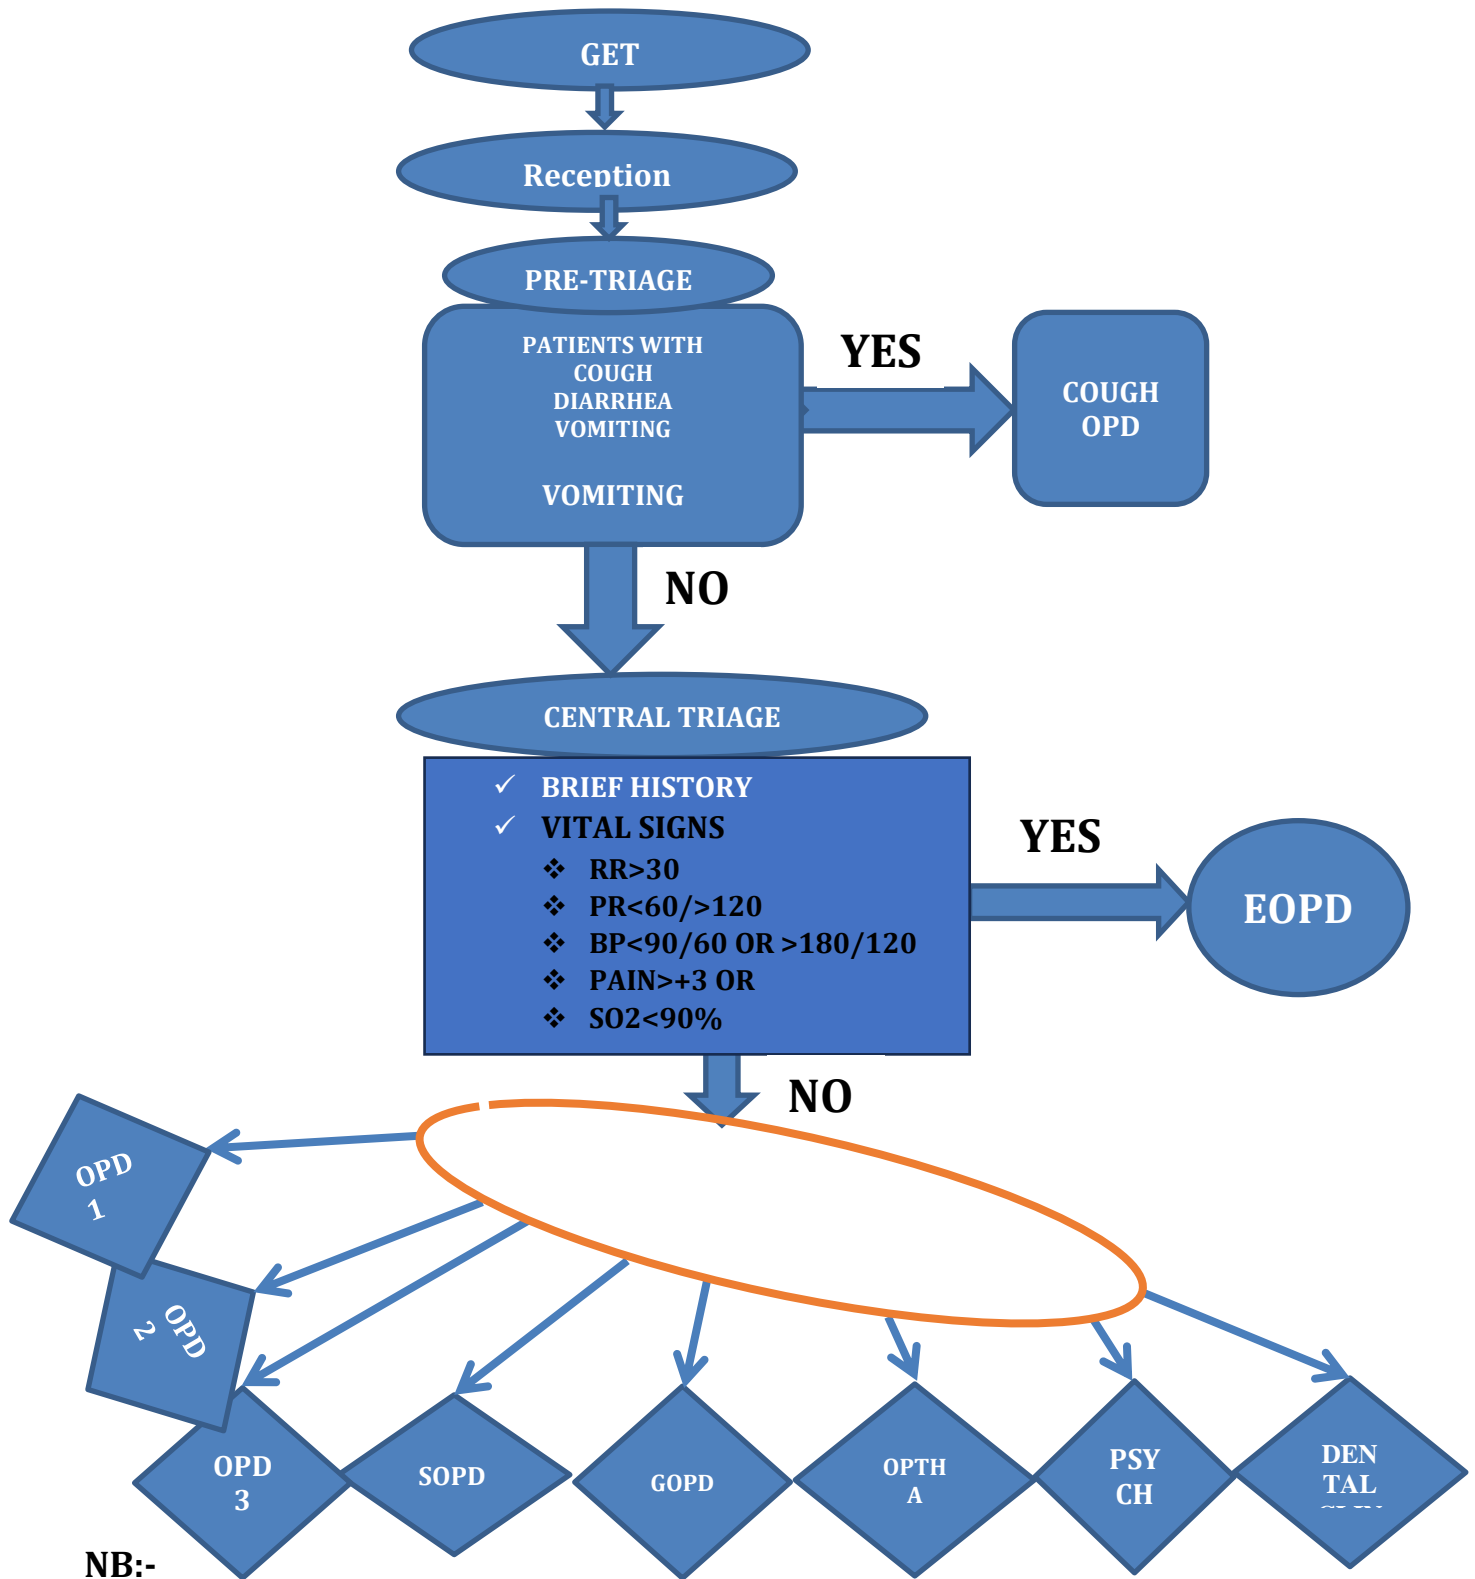 GET
Reception
PRE-TRIAGE
PATIENTS WITH
COUGH
DIARRHEA
VOMITING
VOMITING
YES
COUGH
OPD
NO
CENTRAL TRIAGE
✓ BRIEF HISTORY
✓ VITAL SIGNS
❖ RR>30
❖ PR<60/>120
❖ BP<90/60 OR >180/120
❖ PAIN>+3 OR
❖ SO2<90%
YES
EOPD
NO
OPD
1
OPD
2
OPD
3
SOPD
GOPD
OPTH
A
PSY
CH
DEN
TAL
NB:-